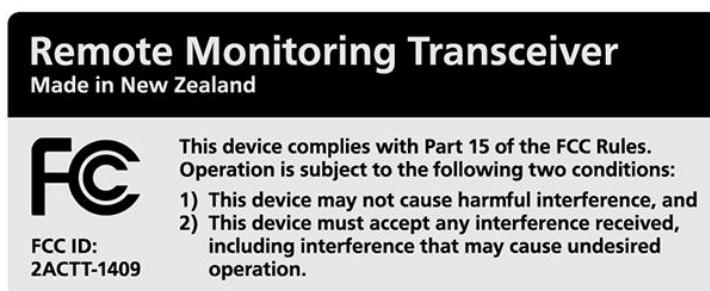 Remote Monitoring Transceiver
Made in New Zealand
FC
This device complies with Part 15 of the FCC Rules.
Operation is subject to the following two conditions:
1) This device may not cause harmful interference, and
2) This device must accept any interference received,
including interference that may cause undesired
operation.
FCC ID:
2ACTT-1409